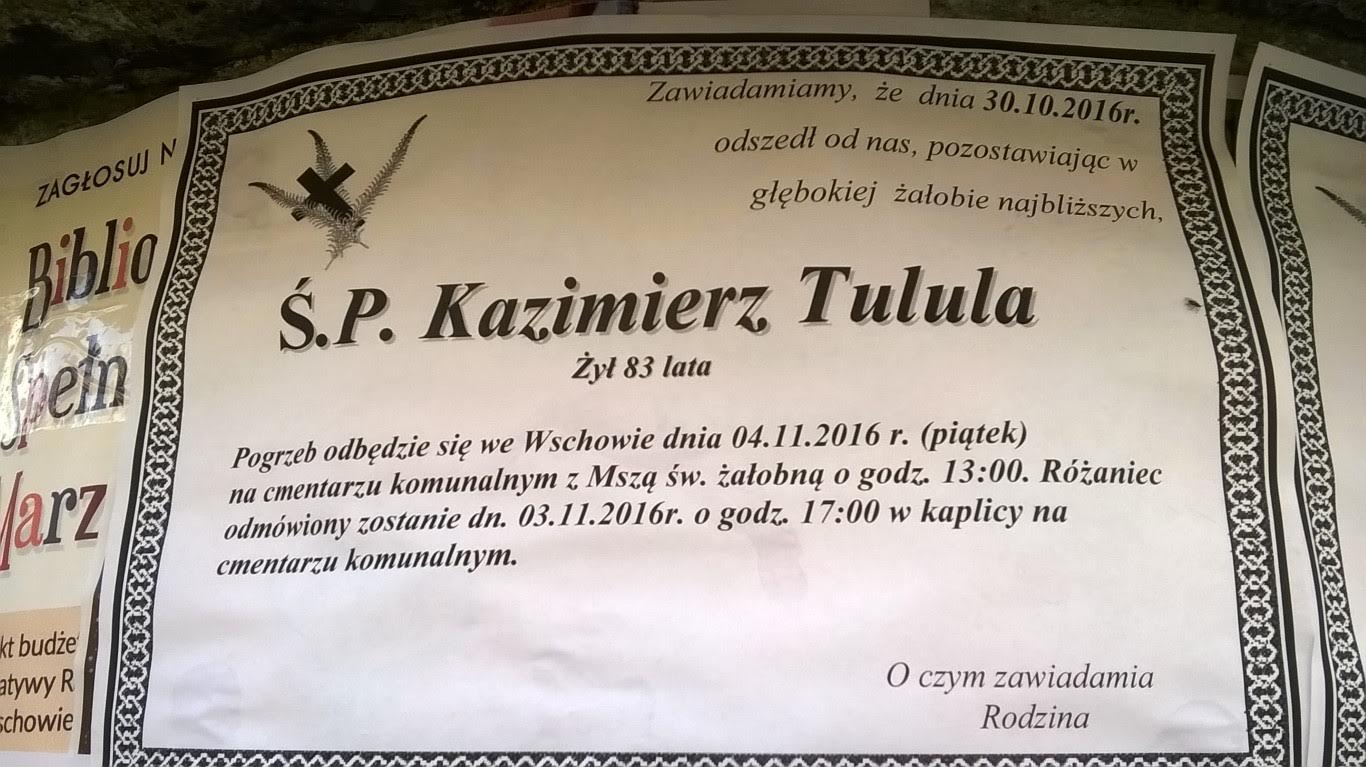 Zawiadamiamy, że dnia 30.10.2016r.
odszedł od nas, pozostawiając w
głębokiej żałobie najbliższych,
Ś.P. Kazimierz Tulula
Żył 83 lata
Pogrzeb odbędzie się we Wschowie dnia 04.11.2016 r. (piątek)
na cmentarzu komunalnym z Mszą św. żałobną o godz. 13:00. Różaniec
odmówiony zostanie dn. 03.11.2016r. o godz. 17:00 w kaplicy na
cmentarzu komunalnym.
O czym zawiadamia
Rodzina
ZAGŁOSUJ N
Biblio
Spełn
Marz
kt budże
atywy R
schowie